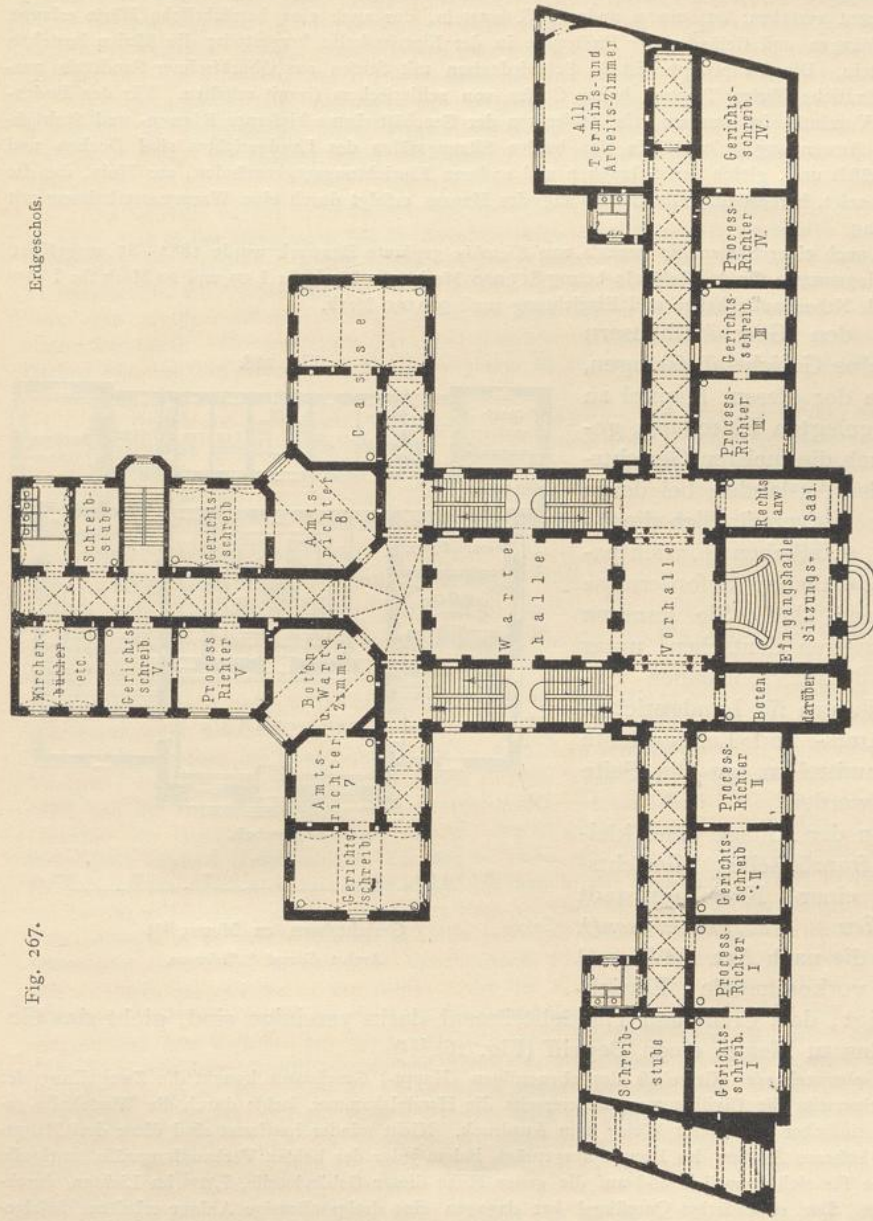 Fig. 267.
Erdgeschoſs.
Kirchen-
bücher
etc.
Gerichts
schreib.
V
Process
Richter
V
Boten-
u.Warte
Zimmer
Amts-
richter
7
Gerichts-
schreib
Schreib-
stube
Gerichts-
schreib
Amts
richter
8
Casse
Warte
halle
Vorhalle
Allg
Termins-und
Arbeits-Zimmer
Schreib-
stube
Gerichts-
schreib.
I
Process-
Richter
I
Gerichts-
schreib
II
Process-
Richter
II
Boten
darüber
Eingangshalle
Sitzungs-
Rechts
anw
Saal.
Process-
Richter
III.
Gerichts-
schreib.
III
Process-
Richter
IV.
Gerichts-
schreib.
IV.